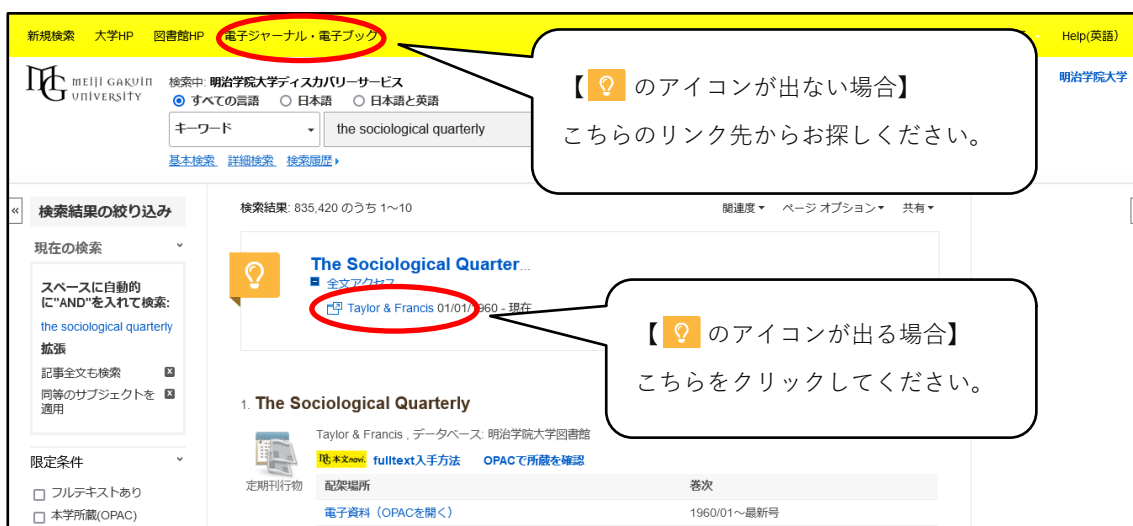 新規検索 大学HP 図書館HP 電子ジャーナル・電子ブック Help(英語)
MEIJI GAKUIN
UNIVERSITY
検索中: 明治学院大学ディスカバリーサービス
明治学院大学
すべての言語 日本語 日本語と英語
キーワード the sociological quarterly
基本検索 詳細検索 検索履歴
【 のアイコンが出ない場合】
こちらのリンク先からお探しください。
« 検索結果の絞り込み
現在の検索
スペースに自動的
に"AND"を入れて検索:
the sociological quarterly
拡張
記事全文も検索
同等のサブジェクトを
適用
限定条件
フルテキストあり
本学所蔵(OPAC)
検索結果: 835,420 のうち 1~10 関連度 ページ オプション 共有
The Sociological Quarter...
全文アクセス
Taylor & Francis 01/01/1960 - 現在
【 のアイコンが出る場合】
こちらをクリックしてください。
1. The Sociological Quarterly
Taylor & Francis , データベース: 明治学院大学図書館
本文navi. fulltext入手方法 OPACで所蔵を確認
定期刊行物
配架場所 巻次
電子資料(OPACを開く) 1960/01~最新号